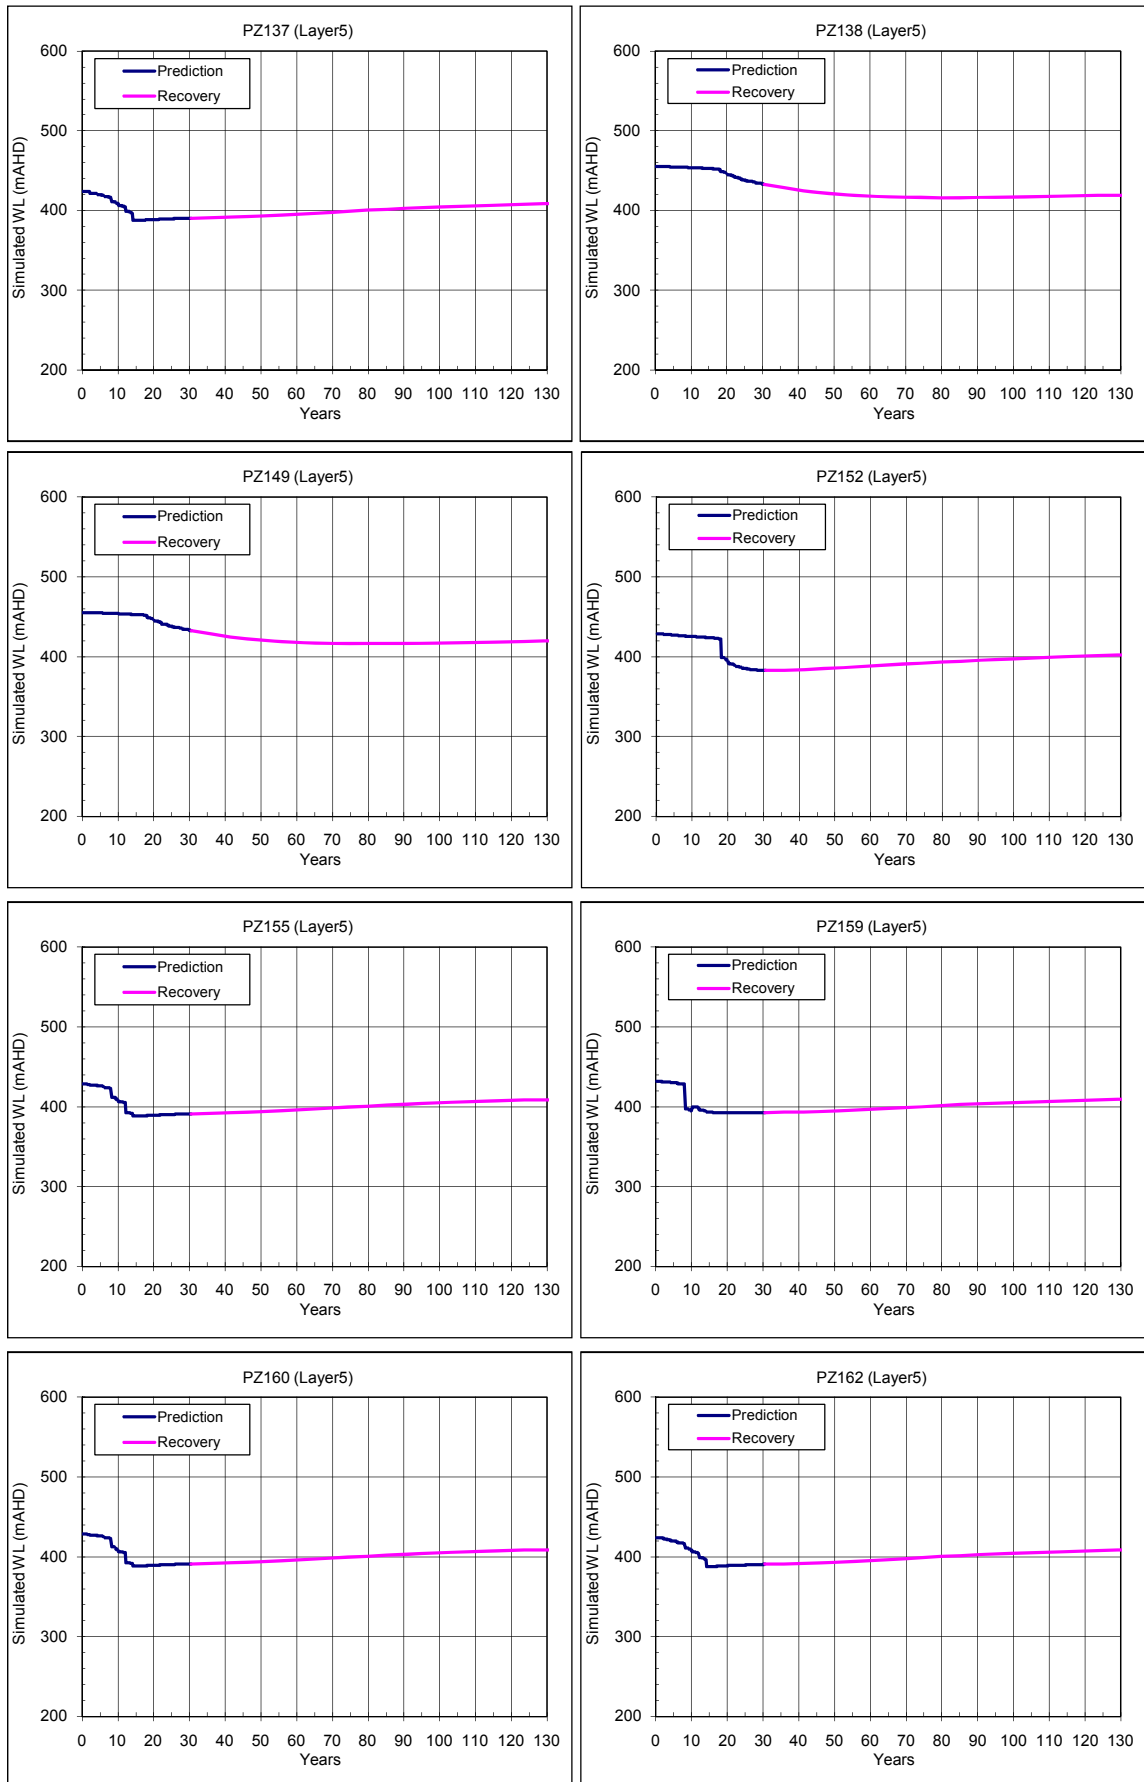 PZ137 (Layer5)
600
500
400
300
200
Simulated WL (mAHD)
Prediction
Recovery
0 10 20 30 40 50 60 70 80 90 100 110 120 130
Years
PZ138 (Layer5)
600
500
400
300
200
Simulated WL (mAHD)
Prediction
Recovery
0 10 20 30 40 50 60 70 80 90 100 110 120 130
Years
PZ149 (Layer5)
600
500
400
300
200
Simulated WL (mAHD)
Prediction
Recovery
0 10 20 30 40 50 60 70 80 90 100 110 120 130
Years
PZ152 (Layer5)
600
500
400
300
200
Simulated WL (mAHD)
Prediction
Recovery
0 10 20 30 40 50 60 70 80 90 100 110 120 130
Years
PZ155 (Layer5)
600
500
400
300
200
Simulated WL (mAHD)
Prediction
Recovery
0 10 20 30 40 50 60 70 80 90 100 110 120 130
Years
PZ159 (Layer5)
600
500
400
300
200
Simulated WL (mAHD)
Prediction
Recovery
0 10 20 30 40 50 60 70 80 90 100 110 120 130
Years
PZ160 (Layer5)
600
500
400
300
200
Simulated WL (mAHD)
Prediction
Recovery
0 10 20 30 40 50 60 70 80 90 100 110 120 130
Years
PZ162 (Layer5)
600
500
400
300
200
Simulated WL (mAHD)
Prediction
Recovery
0 10 20 30 40 50 60 70 80 90 100 110 120 130
Years